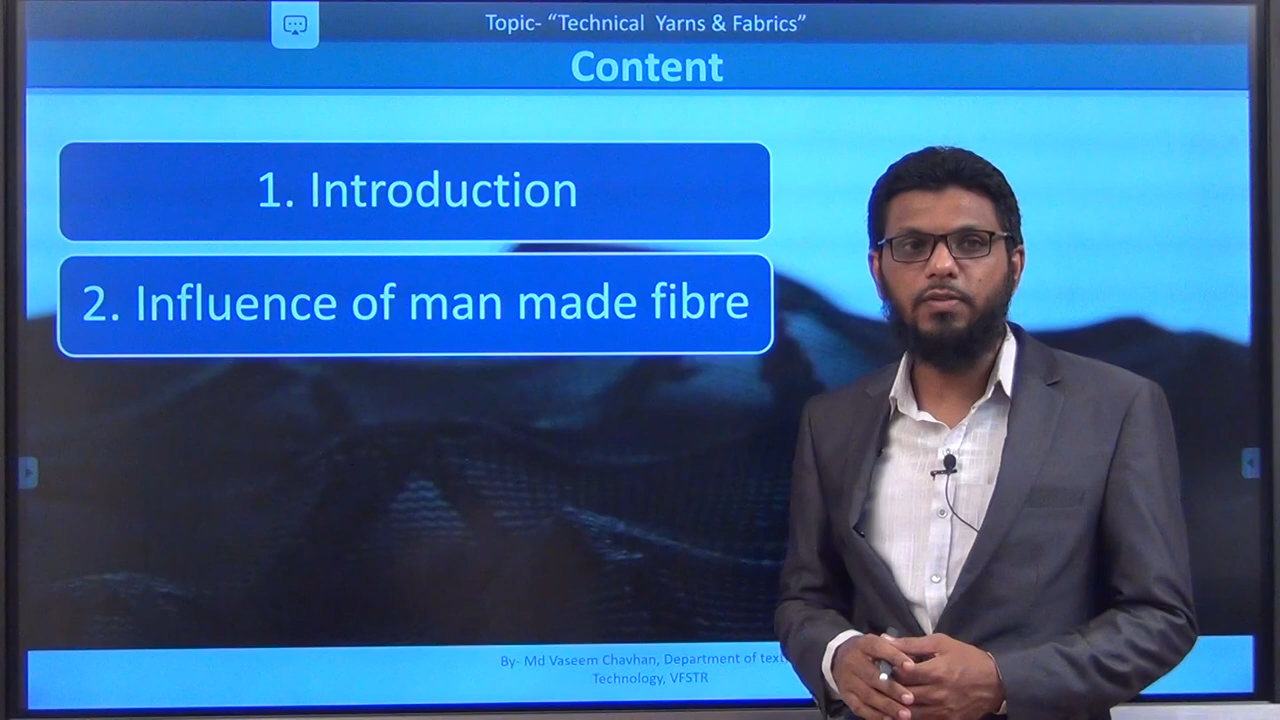 Topic- “Technical Yarns & Fabrics”
Content
1. Introduction
2. Influence of man made fibre
By- Md Vaseem Chavhan, Department of
Technology, VFSTR